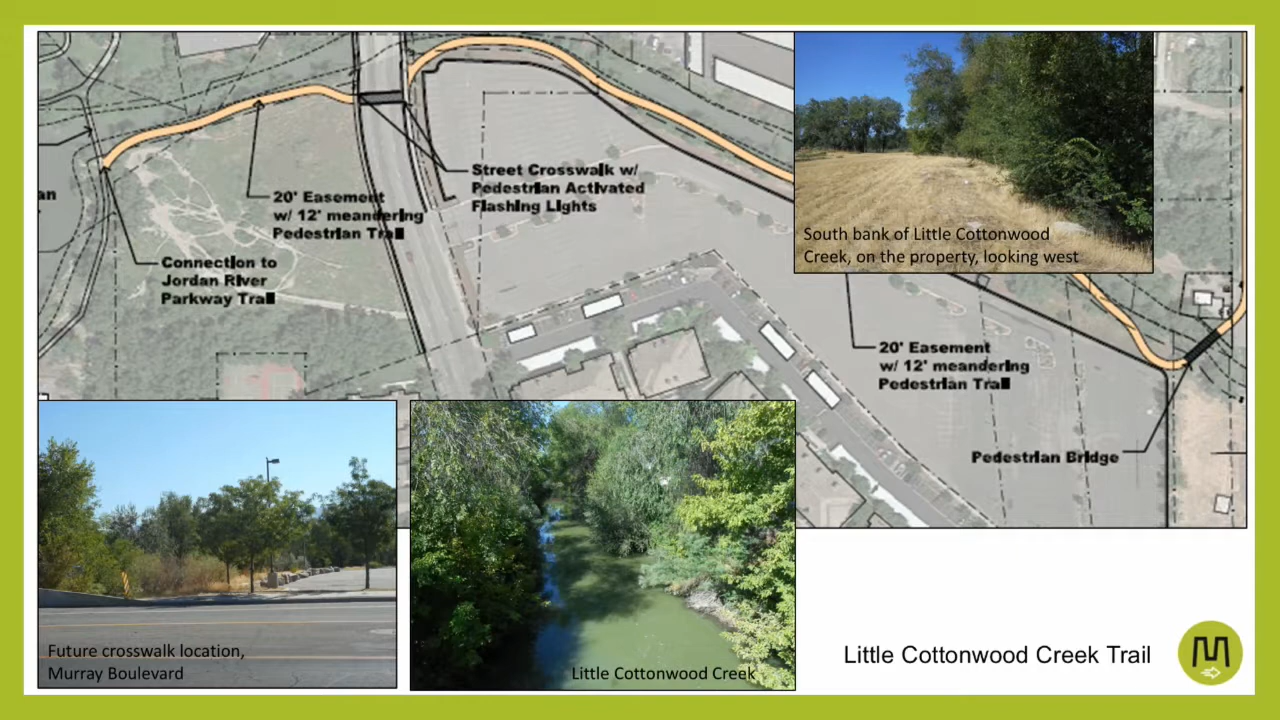 an
Street Crosswalk w/
Pedestrian Activated
Flashing Lights
20' Easement
w/ 12' meandering
Pedestrian Trail
Connection to
Jordan River
Parkway Trail
South bank of Little Cottonwood
Creek, on the property, looking west
20' Easement
w/ 12' meandering
Pedestrian Trail
Pedestrian Bridge
Future crosswalk location,
Murray Boulevard
Little Cottonwood Creek
Little Cottonwood Creek Trail
M